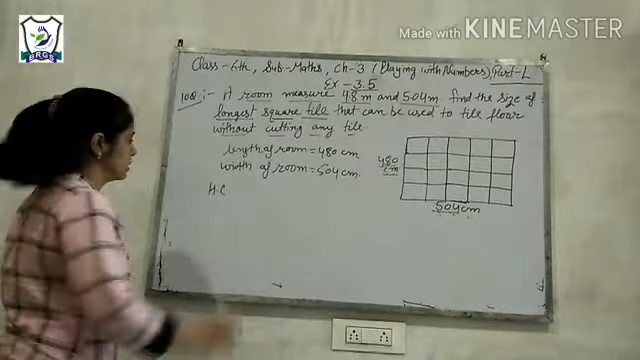 Made with KINEMASTER
BRGS
Class-6th, Sub-Maths, Ch-3 (Playing with Numbers), Part-L
Ex-3.5
10Q:- A room measure 48m and 504m. find the size of
longest square tile that can be used to tile floor
without cutting any tile.
length of room = 480 cm
width of room = 504 cm.
480
cm
504cm
H.C